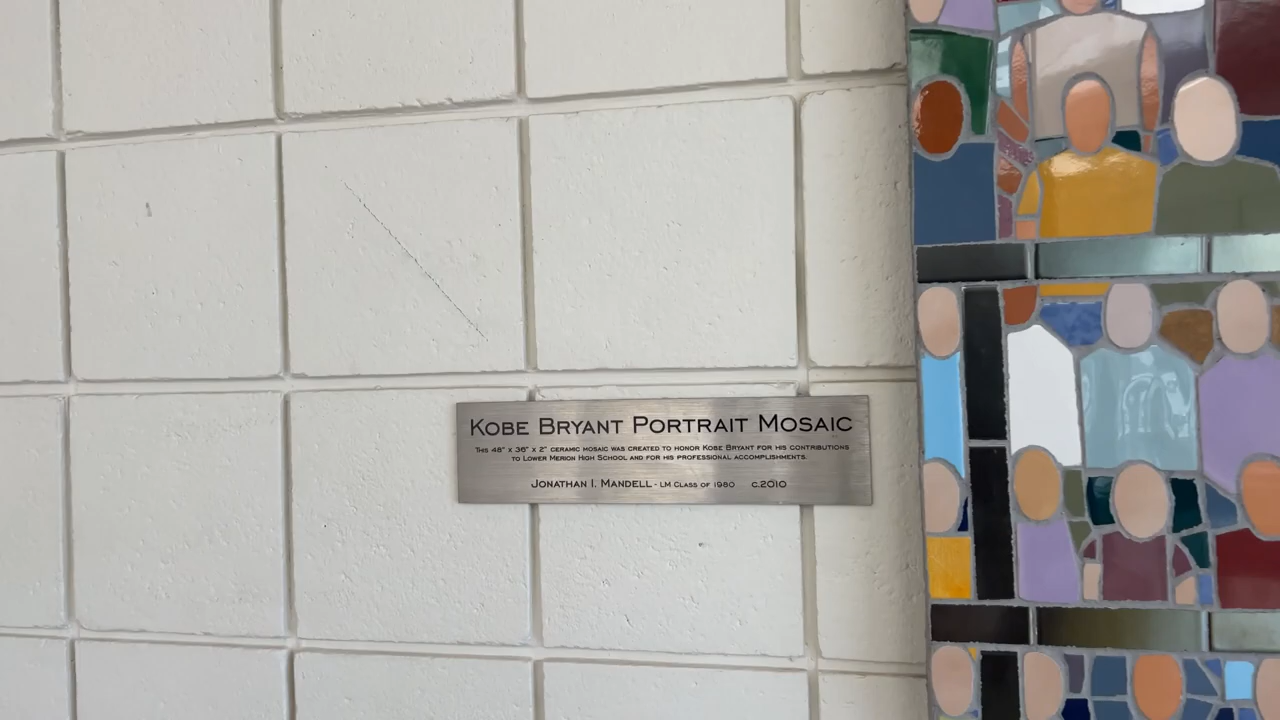 KOBE BRYANT PORTRAIT MOSAIC
THIS 48" X 36" X 2" CERAMIC MOSAIC WAS CREATED TO HONOR KOBE BRYANT FOR HIS CONTRIBUTIONS
TO LOWER MERION HIGH SCHOOL AND FOR HIS PROFESSIONAL ACCOMPLISHMENTS.
JONATHAN I. MANDELL - LM CLASS OF 1980 C.2010